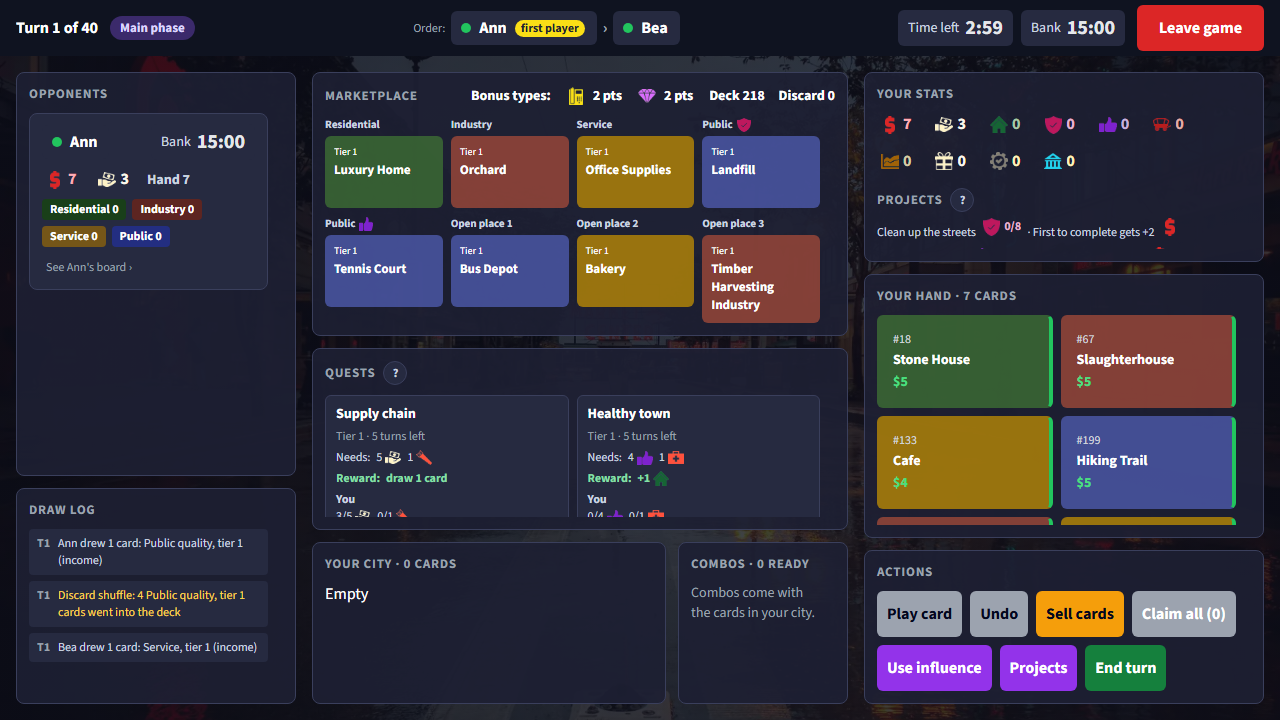 Turn 1 of 40 Main phase Order: Ann first player › Bea Time left 2:59 Bank 15:00 Leave game
OPPONENTS
Ann Bank 15:00
7 3 Hand 7
Residential 0 Industry 0
Service 0 Public 0
See Ann's board ›
DRAW LOG
T1 Ann drew 1 card: Public quality, tier 1
(income)
T1 Discard shuffle: 4 Public quality, tier 1
cards went into the deck
T1 Bea drew 1 card: Service, tier 1 (income)
MARKETPLACE Bonus types: 2 pts 2 pts Deck 218 Discard 0
Residential Industry Service Public
Tier 1 Tier 1 Tier 1 Tier 1
Luxury Home Orchard Office Supplies Landfill
Public Open place 1 Open place 2 Open place 3
Tier 1 Tier 1 Tier 1 Tier 1
Tennis Court Bus Depot Bakery Timber
Harvesting
Industry
QUESTS ?
Supply chain
Tier 1 · 5 turns left
Needs: 5 1
Reward: draw 1 card
You
3/5 0/1
Healthy town
Tier 1 · 5 turns left
Needs: 4 1
Reward: +1
You
0/4 0/1
YOUR CITY · 0 CARDS
Empty
COMBOS · 0 READY
Combos come with
the cards in your city.
YOUR STATS
$ 7 3 0 0 0 0
0 0 0 0
PROJECTS ?
Clean up the streets 0/8 · First to complete gets +2 $
YOUR HAND · 7 CARDS
#18
Stone House
$5
#67
Slaughterhouse
$5
#133
Cafe
$4
#199
Hiking Trail
$5
ACTIONS
Play card Undo Sell cards Claim all (0)
Use influence Projects End turn